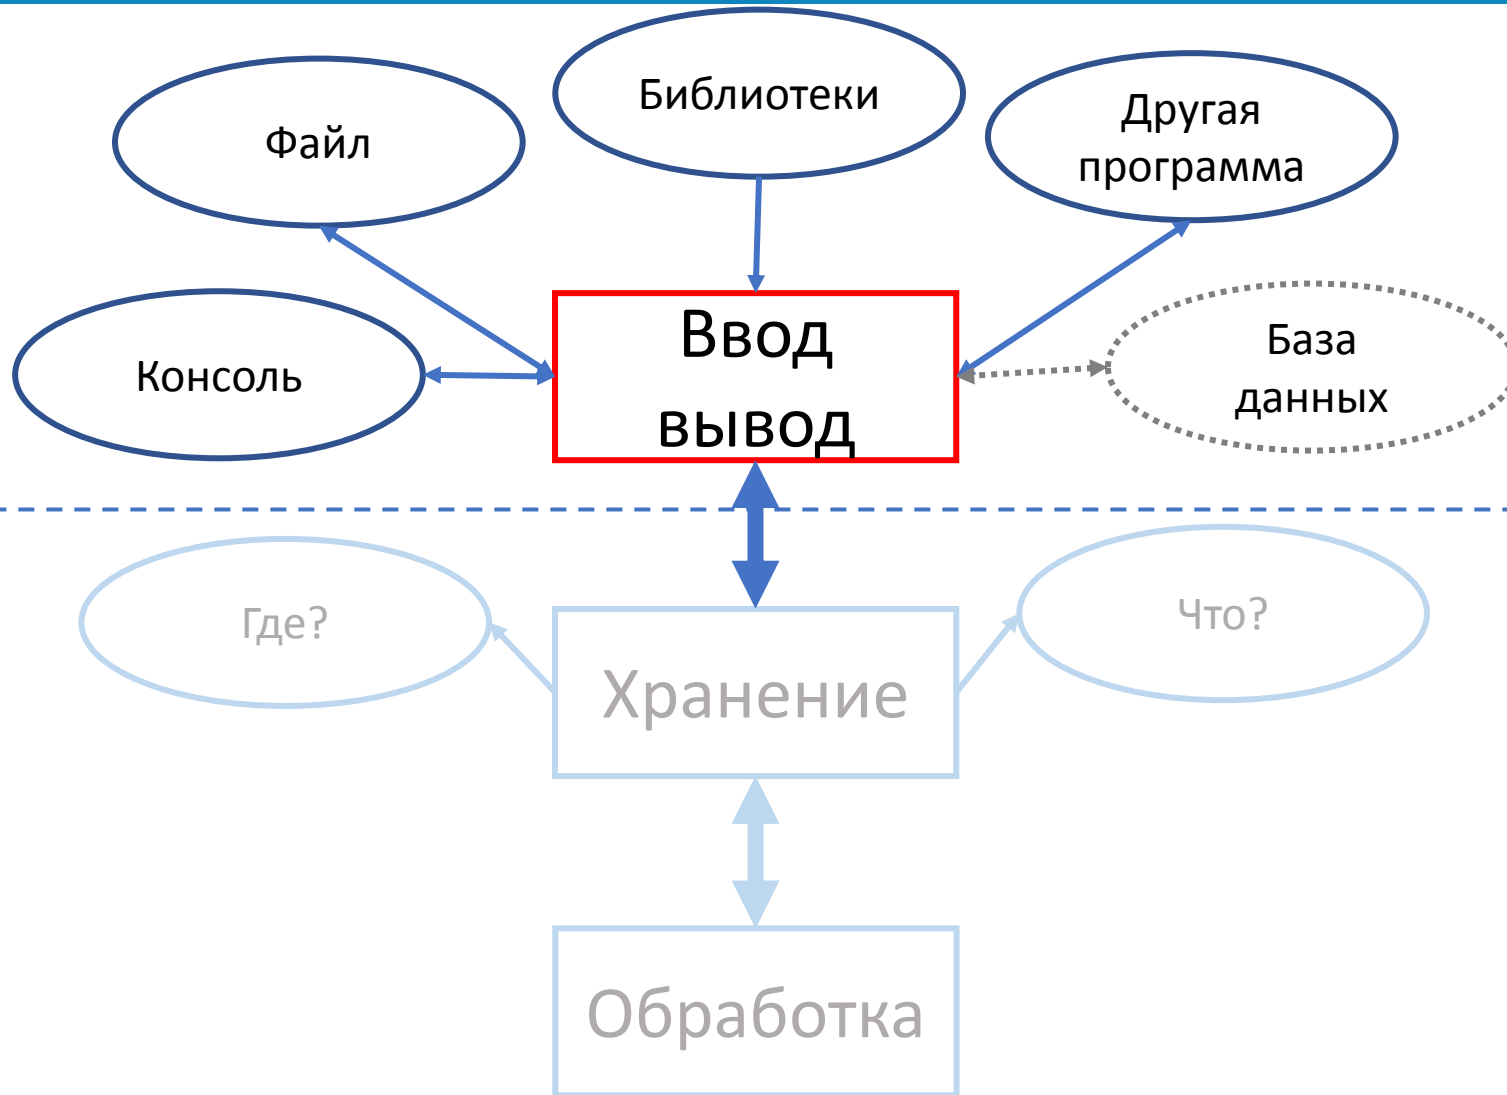 Библиотеки
Файл
Другая
программа
Консоль
Ввод
вывод
База
данных
Где?
Что?
Хранение
Обработка